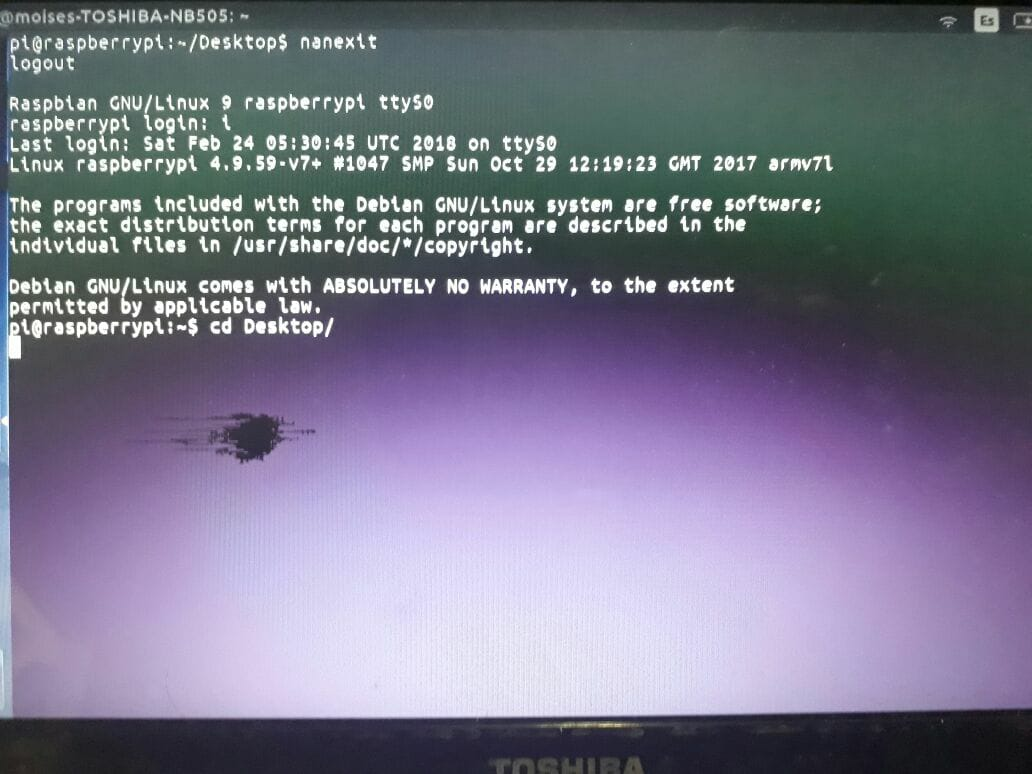 @moises-TOSHIBA-NB505: ~
Es
pi@raspberrypi:~/Desktop$ nanexit
logout
Raspbian GNU/Linux 9 raspberrypi ttyS0
raspberrypi login: i
Last login: Sat Feb 24 05:30:45 UTC 2018 on ttyS0
Linux raspberrypi 4.9.59-v7+ #1047 SMP Sun Oct 29 12:19:23 GMT 2017 armv7l
The programs included with the Debian GNU/Linux system are free software;
the exact distribution terms for each program are described in the
individual files in /usr/share/doc/*/copyright.
Debian GNU/Linux comes with ABSOLUTELY NO WARRANTY, to the extent
permitted by applicable law.
pi@raspberrypi:~$ cd Desktop/
TOSHIBA